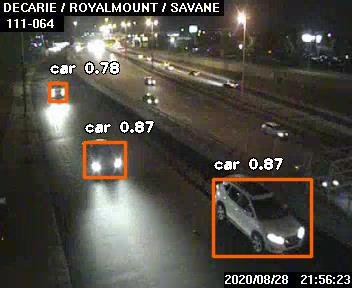 DECARIE / ROYALMOUNT / SAVANE
111-064
car 0.78
car 0.87
car 0.87
2020/08/28 21:56:23